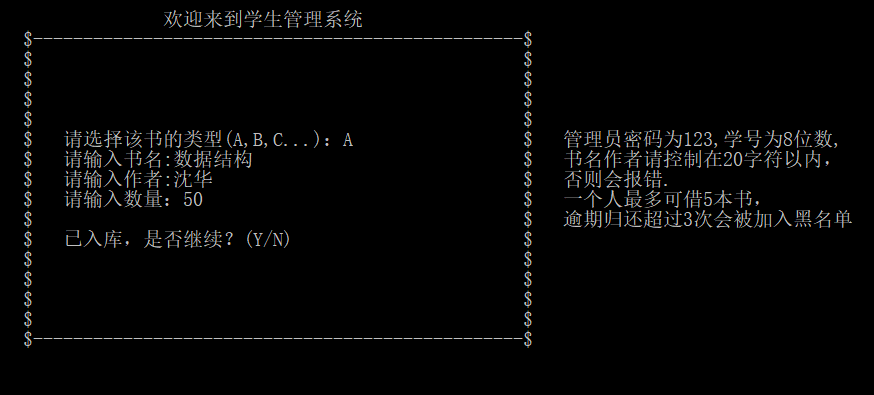 欢迎来到学生管理系统
$-------------------------------------------------$
$ $
$ $
$ $
$ $
$ 请选择该书的类型(A,B,C...)：A $ 管理员密码为123,学号为8位数,
$ 请输入书名:数据结构 $ 书名作者请控制在20字符以内，
$ 请输入作者:沈华 $ 否则会报错.
$ 请输入数量：50 $ 一个人最多可借5本书，
$ $ 逾期归还超过3次会被加入黑名单
$ 已入库，是否继续？(Y/N) $
$ $
$ $
$ $
$ $
$-------------------------------------------------$